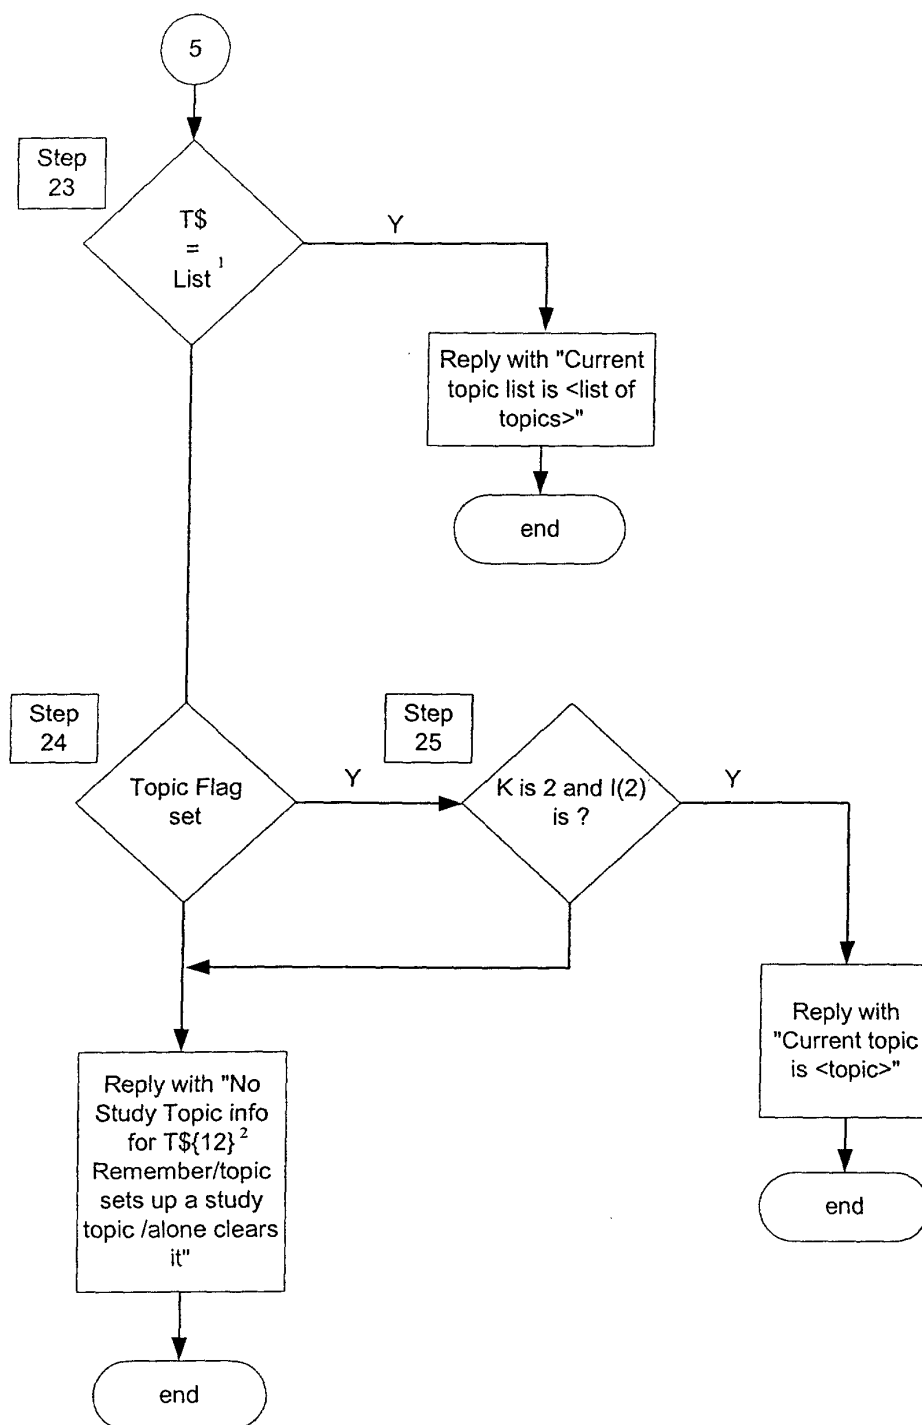 5
Step
23
T$
=
List 1
Y
Reply with "Current
topic list is <list of
topics>"
end
Step
24
Topic Flag
set
Y
Step
25
K is 2 and I(2)
is ?
Y
Reply with
"Current topic
is <topic>"
end
Reply with "No
Study Topic info
for T${12} 2
Remember/topic
sets up a study
topic /alone clears
it"
end